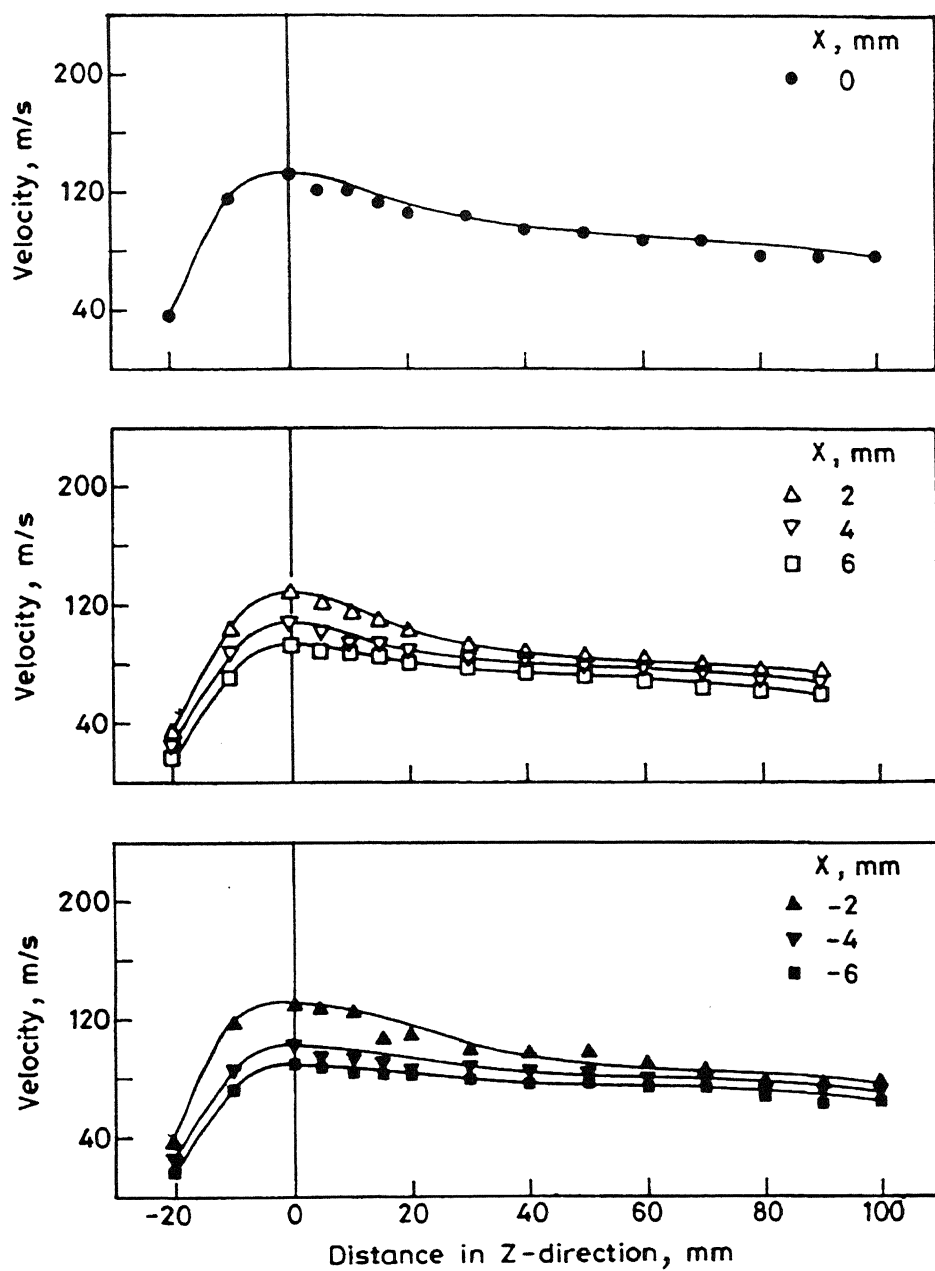 X, mm
● 0
200
120
40
Velocity, m/s
X, mm
△ 2
▽ 4
□ 6
200
120
40
Velocity, m/s
X, mm
▲ -2
▼ -4
■ -6
200
120
40
Velocity, m/s
-20 0 20 40 60 80 100
Distance in Z-direction, mm